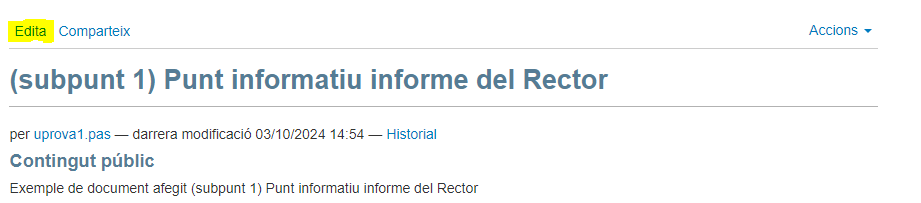 Edita Comparteix Accions
(subpunt 1) Punt informatiu informe del Rector
per uprova1.pas — darrera modificació 03/10/2024 14:54 — Historial
Contingut públic
Exemple de document afegit (subpunt 1) Punt informatiu informe del Rector